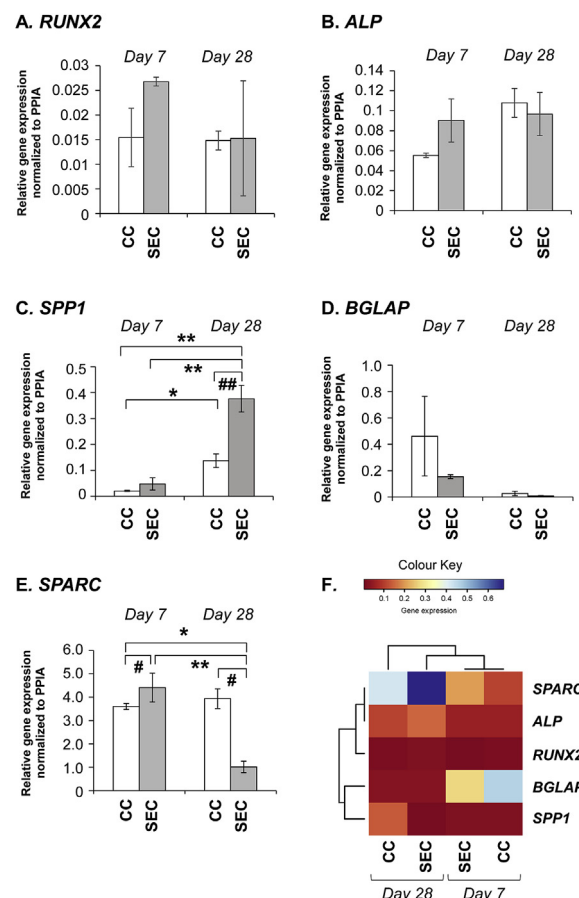 A. RUNX2
Day 7 Day 28
Relative gene expression
normalized to PPIA
0.03
0.025
0.02
0.015
0.01
0.005
0
CC SEC CC SEC
B. ALP
Day 7 Day 28
Relative gene expression
normalized to PPIA
0.14
0.12
0.1
0.08
0.06
0.04
0.02
0
CC SEC CC SEC
C. SPP1
Day 7 Day 28
**
**
##
*
Relative gene expression
normalized to PPIA
0.5
0.4
0.3
0.2
0.1
0
CC SEC CC SEC
D. BGLAP
Day 7 Day 28
Relative gene expression
normalized to PPIA
1.0
0.8
0.6
0.4
0.2
0
CC SEC CC SEC
E. SPARC
Day 7 Day 28
*
# ** #
Relative gene expression
normalized to PPIA
6.0
5.0
4.0
3.0
2.0
1.0
0
CC SEC CC SEC
F.
Colour Key
0.1 0.2 0.3 0.4 0.5 0.6
Gene expression
SPARC
ALP
RUNX2
BGLAP
SPP1
CC SEC SEC CC
Day 28 Day 7